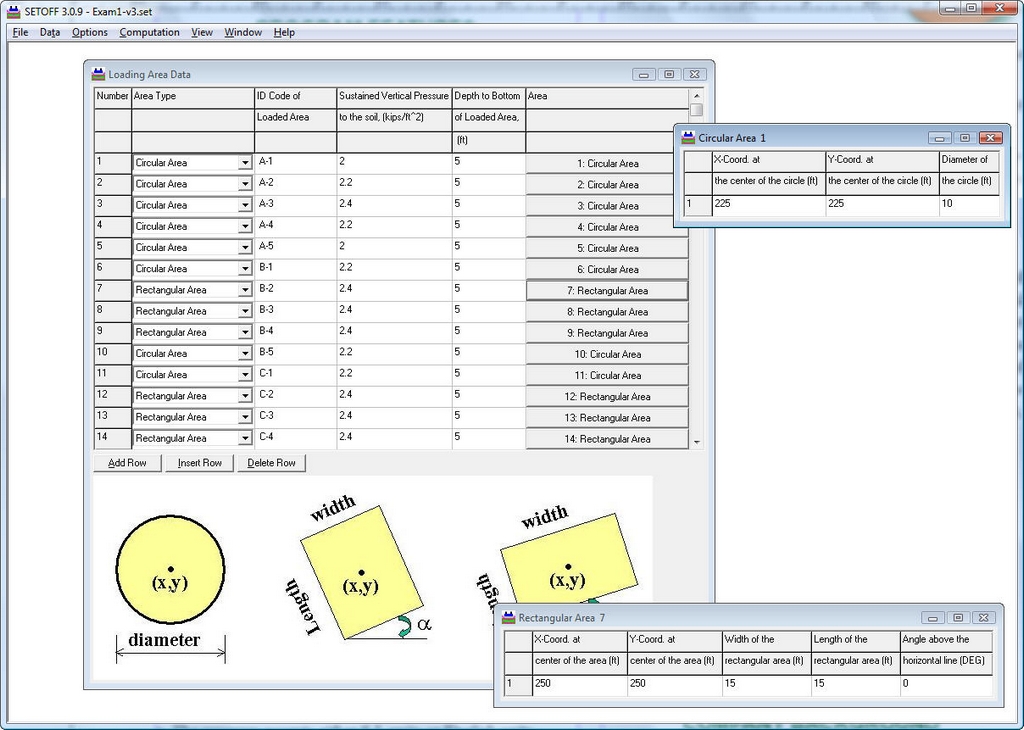 SETOFF 3.0.9 - Exam1-v3.set
File Data Options Computation View Window Help
Loading Area Data
Number Area Type ID Code of Sustained Vertical Pressure Depth to Bottom Area
Loaded Area to the soil, (kips/ft^2) of Loaded Area,
(ft)
1 Circular Area A-1 2 5 1: Circular Area
2 Circular Area A-2 2.2 5 2: Circular Area
3 Circular Area A-3 2.4 5 3: Circular Area
4 Circular Area A-4 2.2 5 4: Circular Area
5 Circular Area A-5 2 5 5: Circular Area
6 Circular Area B-1 2.2 5 6: Circular Area
7 Rectangular Area B-2 2.4 5 7: Rectangular Area
8 Rectangular Area B-3 2.4 5 8: Rectangular Area
9 Rectangular Area B-4 2.4 5 9: Rectangular Area
10 Circular Area B-5 2.2 5 10: Circular Area
11 Circular Area C-1 2.2 5 11: Circular Area
12 Rectangular Area C-2 2.4 5 12: Rectangular Area
13 Rectangular Area C-3 2.4 5 13: Rectangular Area
14 Rectangular Area C-4 2.4 5 14: Rectangular Area
Add Row Insert Row Delete Row
Circular Area 1
X-Coord. at Y-Coord. at Diameter of
the center of the circle (ft) the center of the circle (ft) the circle (ft)
1 225 225 10
(x,y)
diameter
width
(x,y)
Length
α
width
(x,y)
Rectangular Area 7
X-Coord. at Y-Coord. at Width of the Length of the Angle above the
center of the area (ft) center of the area (ft) rectangular area (ft) rectangular area (ft) horizontal line (DEG)
1 250 250 15 15 0